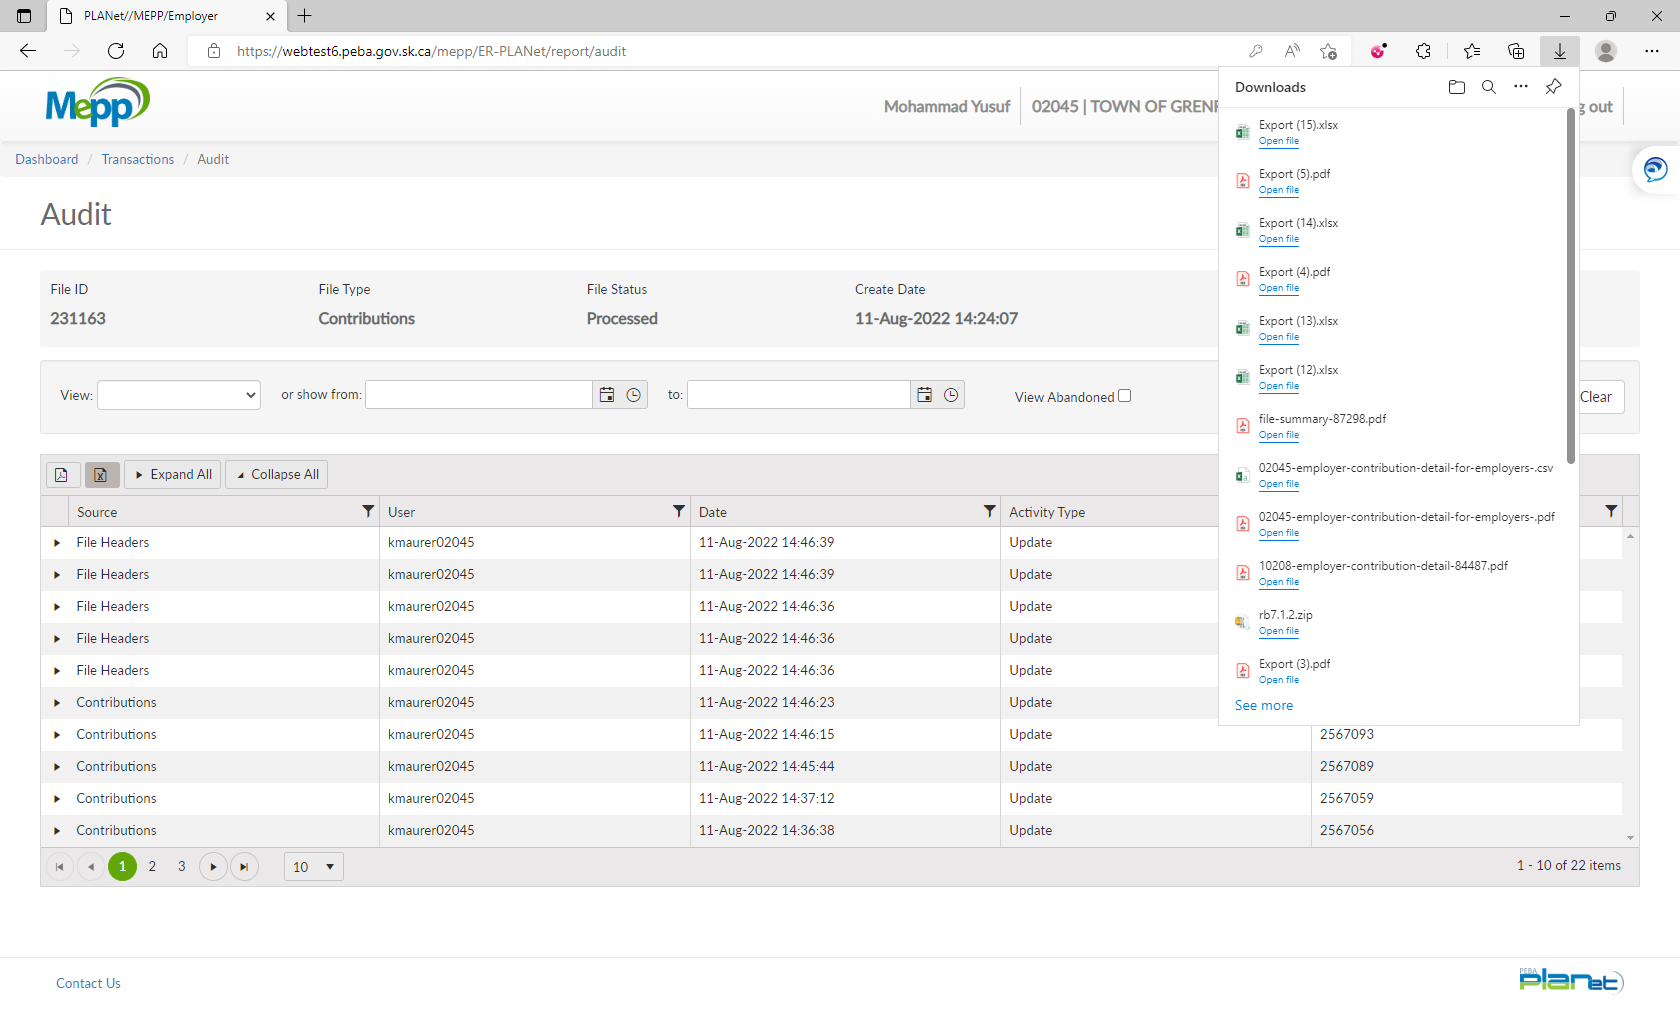 PLANet//MEPP/Employer
https://webtest6.peba.gov.sk.ca/mepp/ER-PLANet/report/audit
Mepp
Mohammad Yusuf
02045 | TOWN OF GRENF
g out
Dashboard / Transactions / Audit
Audit
File ID
File Type
File Status
Create Date
231163
Contributions
Processed
11-Aug-2022 14:24:07
View:
or show from:
to:
View Abandoned
Clear
Expand All
Collapse All
Source
User
Date
Activity Type
File Headers kmaurer02045 11-Aug-2022 14:46:39 Update
File Headers kmaurer02045 11-Aug-2022 14:46:39 Update
File Headers kmaurer02045 11-Aug-2022 14:46:36 Update
File Headers kmaurer02045 11-Aug-2022 14:46:36 Update
File Headers kmaurer02045 11-Aug-2022 14:46:36 Update
Contributions kmaurer02045 11-Aug-2022 14:46:23 Update
Contributions kmaurer02045 11-Aug-2022 14:46:15 Update 2567093
Contributions kmaurer02045 11-Aug-2022 14:45:44 Update 2567089
Contributions kmaurer02045 11-Aug-2022 14:37:12 Update 2567059
Contributions kmaurer02045 11-Aug-2022 14:36:38 Update 2567056
1 2 3 10
1 - 10 of 22 items
Downloads
Export (15).xlsx
Open file
Export (5).pdf
Open file
Export (14).xlsx
Open file
Export (4).pdf
Open file
Export (13).xlsx
Open file
Export (12).xlsx
Open file
file-summary-87298.pdf
Open file
02045-employer-contribution-detail-for-employers-.csv
Open file
02045-employer-contribution-detail-for-employers-.pdf
Open file
10208-employer-contribution-detail-84487.pdf
Open file
rb7.1.2.zip
Open file
Export (3).pdf
Open file
See more
Contact Us
PEBA
planet